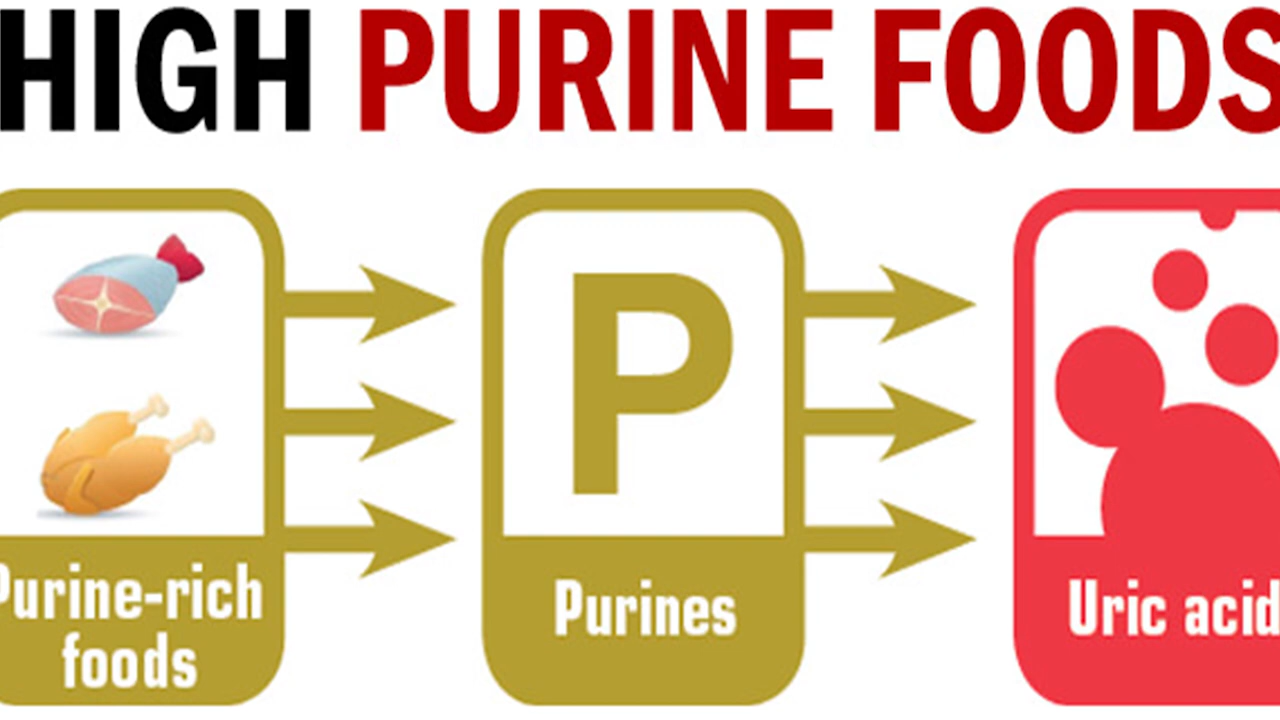 HIGH PURINE FOODS
P
Purine-rich
foods
Purines
Uric acid